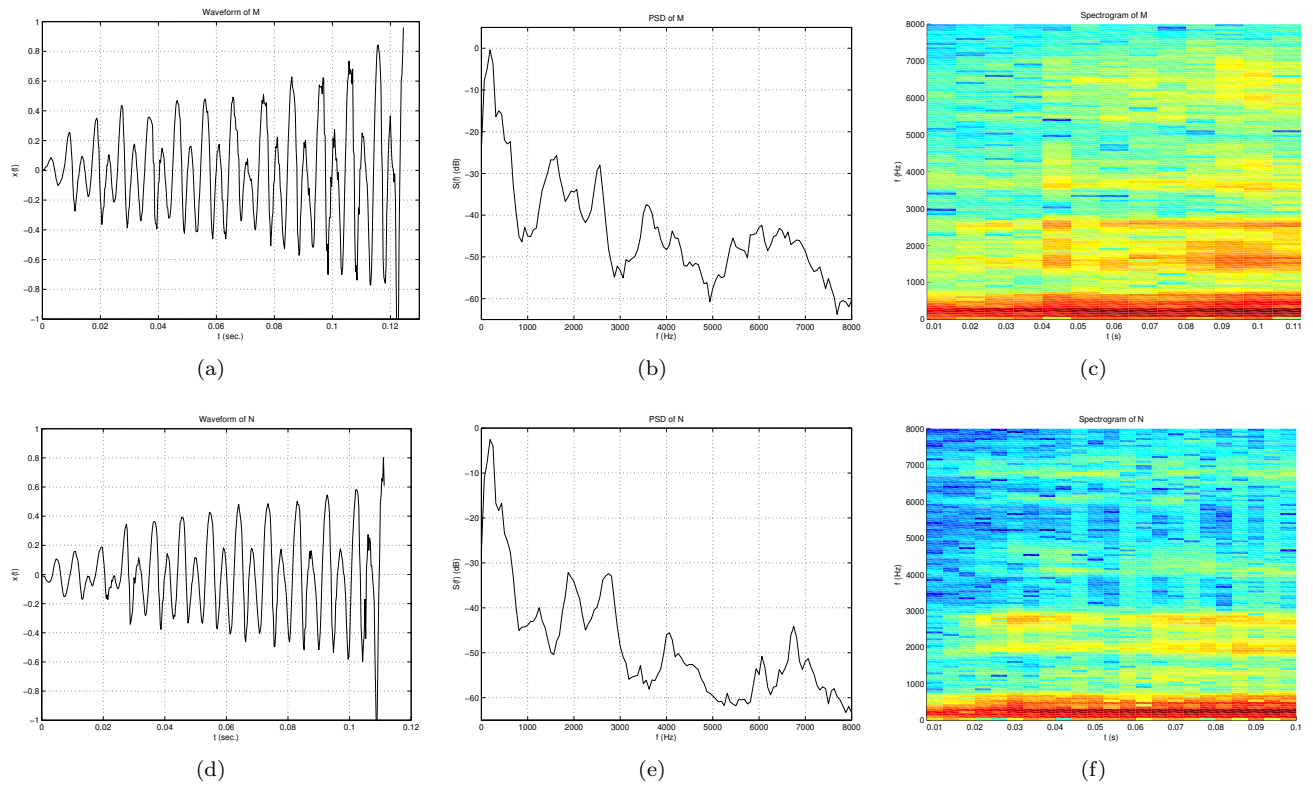 Waveform of M
1
0.8
0.6
0.4
0.2
0
−0.2
−0.4
−0.6
−0.8
−1
x(t)
0 0.02 0.04 0.06 0.08 0.1 0.12
t (sec.)
(a)
PSD of M
0
−10
−20
−30
−40
−50
−60
S(f) (dB)
0 1000 2000 3000 4000 5000 6000 7000 8000
f (Hz)
(b)
Spectrogram of M
8000
7000
6000
5000
4000
3000
2000
1000
0
f (Hz)
0.01 0.02 0.03 0.04 0.05 0.06 0.07 0.08 0.09 0.1 0.11
t (s)
(c)
Waveform of N
1
0.8
0.6
0.4
0.2
0
−0.2
−0.4
−0.6
−0.8
−1
x(t)
0 0.02 0.04 0.06 0.08 0.1 0.12
t (sec.)
(d)
PSD of N
0
−10
−20
−30
−40
−50
−60
S(f) (dB)
0 1000 2000 3000 4000 5000 6000 7000 8000
f (Hz)
(e)
Spectrogram of N
8000
7000
6000
5000
4000
3000
2000
1000
0
f (Hz)
0.01 0.02 0.03 0.04 0.05 0.06 0.07 0.08 0.09 0.1
t (s)
(f)